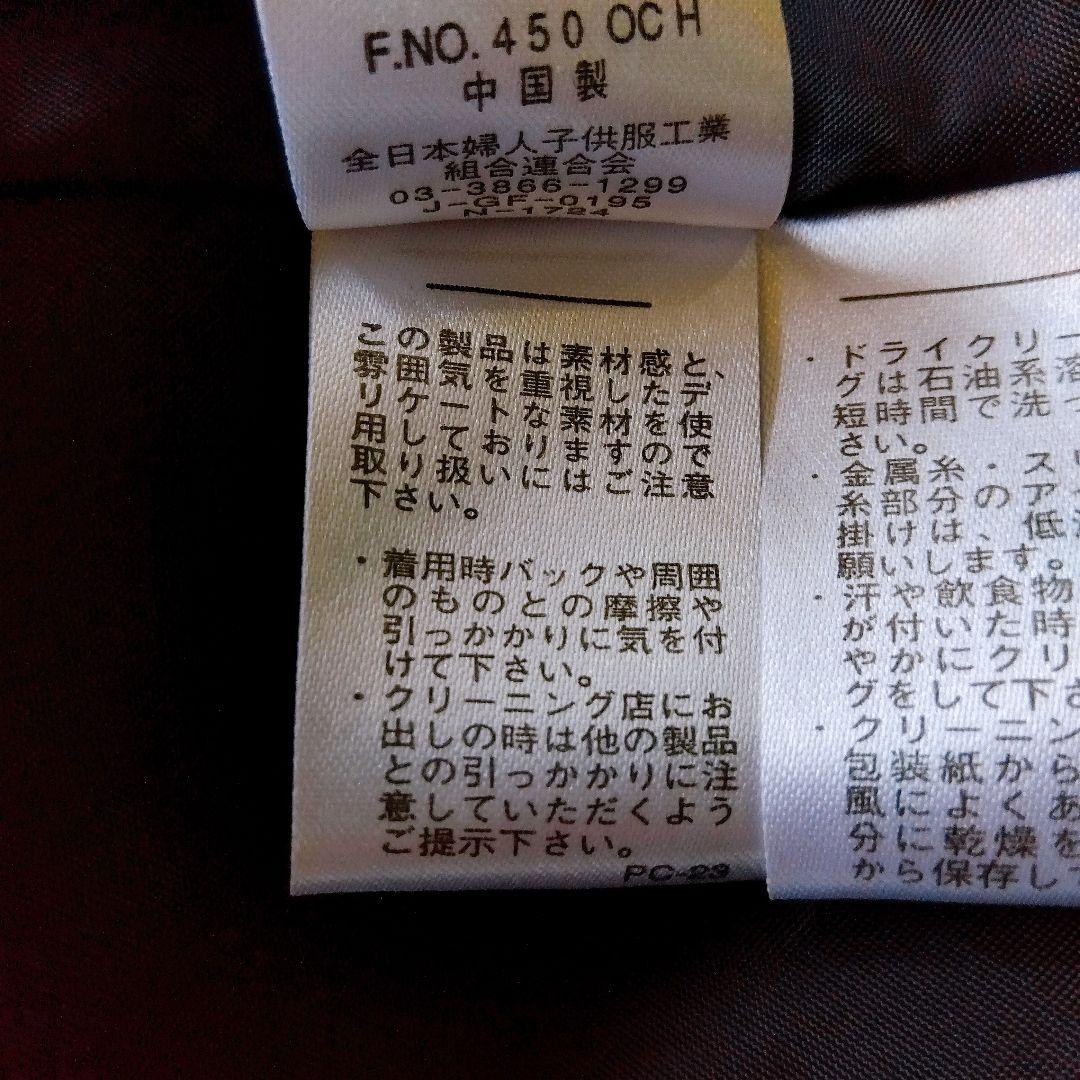 F.NO.450 OC H
中国製
全日本婦人子供服工業
組合連合会
03-3866-1299
J-GF-0195
N-1724
この製品は素材感と、
雰囲気を重視したデ
リケートな素材を使
用しておりますので
取り扱いにはご注意
下さい。
・着用時バックや周囲
のものとの摩擦や
引っかかりに気を付
けて下さい。
・クリーニング店にお
出しの時は他の製品
との引っかかりに注
意していただくよう
ご提示下さい。
PC-23
・ドライクリー
グは石油系溶
短時間で洗っ
さい。
・金属糸・ス
糸部分の、ア
掛けは、低
願いします。
・汗や飲食物
が付いた時
やかにクリ
グをして下さ
・クリーニン
包装紙から
風によくあ
分に乾燥を
から保存して